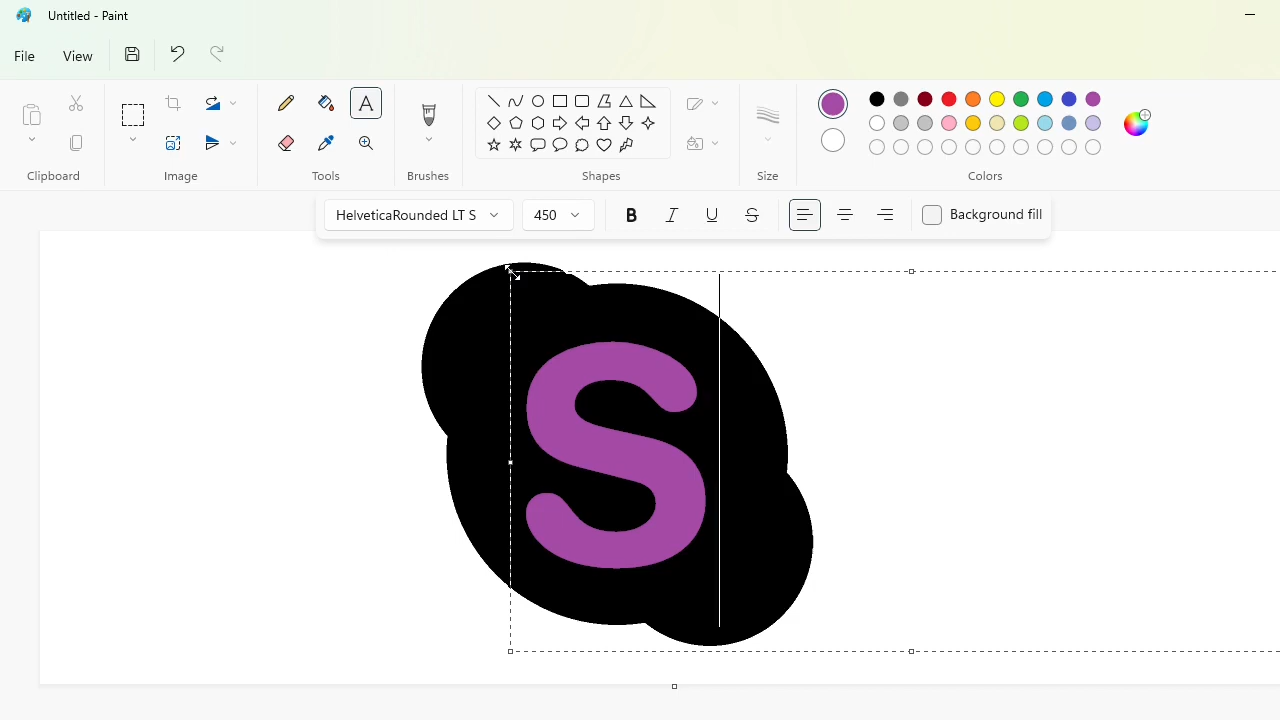 Untitled - Paint
File
View
Clipboard
Image
Tools
Brushes
Shapes
Size
Colors
HelveticaRounded LT S
450
B
I
U
S
Background fill
S